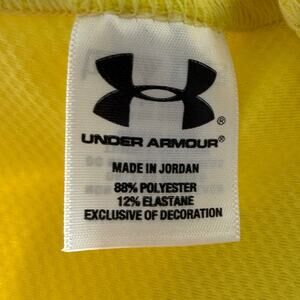 UNDER ARMOUR®
MADE IN JORDAN
88% POLYESTER
12% ELASTANE
EXCLUSIVE OF DECORATION